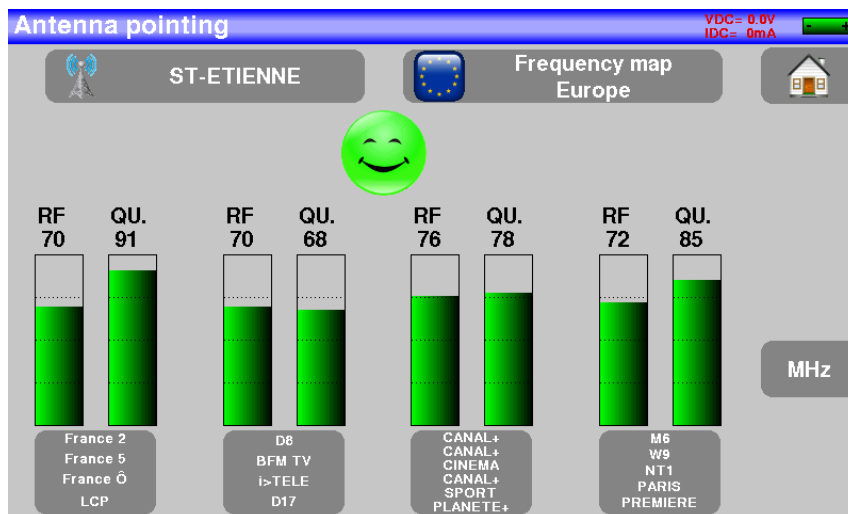 Antenna pointing
VDC= 0.0V
IDC= 0mA
- +
ST-ETIENNE
Frequency map
Europe
RF QU. RF QU. RF QU. RF QU.
70 91 70 68 76 78 72 85
MHz
France 2
France 5
France Ô
LCP
D8
BFM TV
i>TELE
D17
CANAL+
CANAL+
CINEMA
CANAL+
SPORT
PLANETE+
M6
W9
NT1
PARIS
PREMIERE